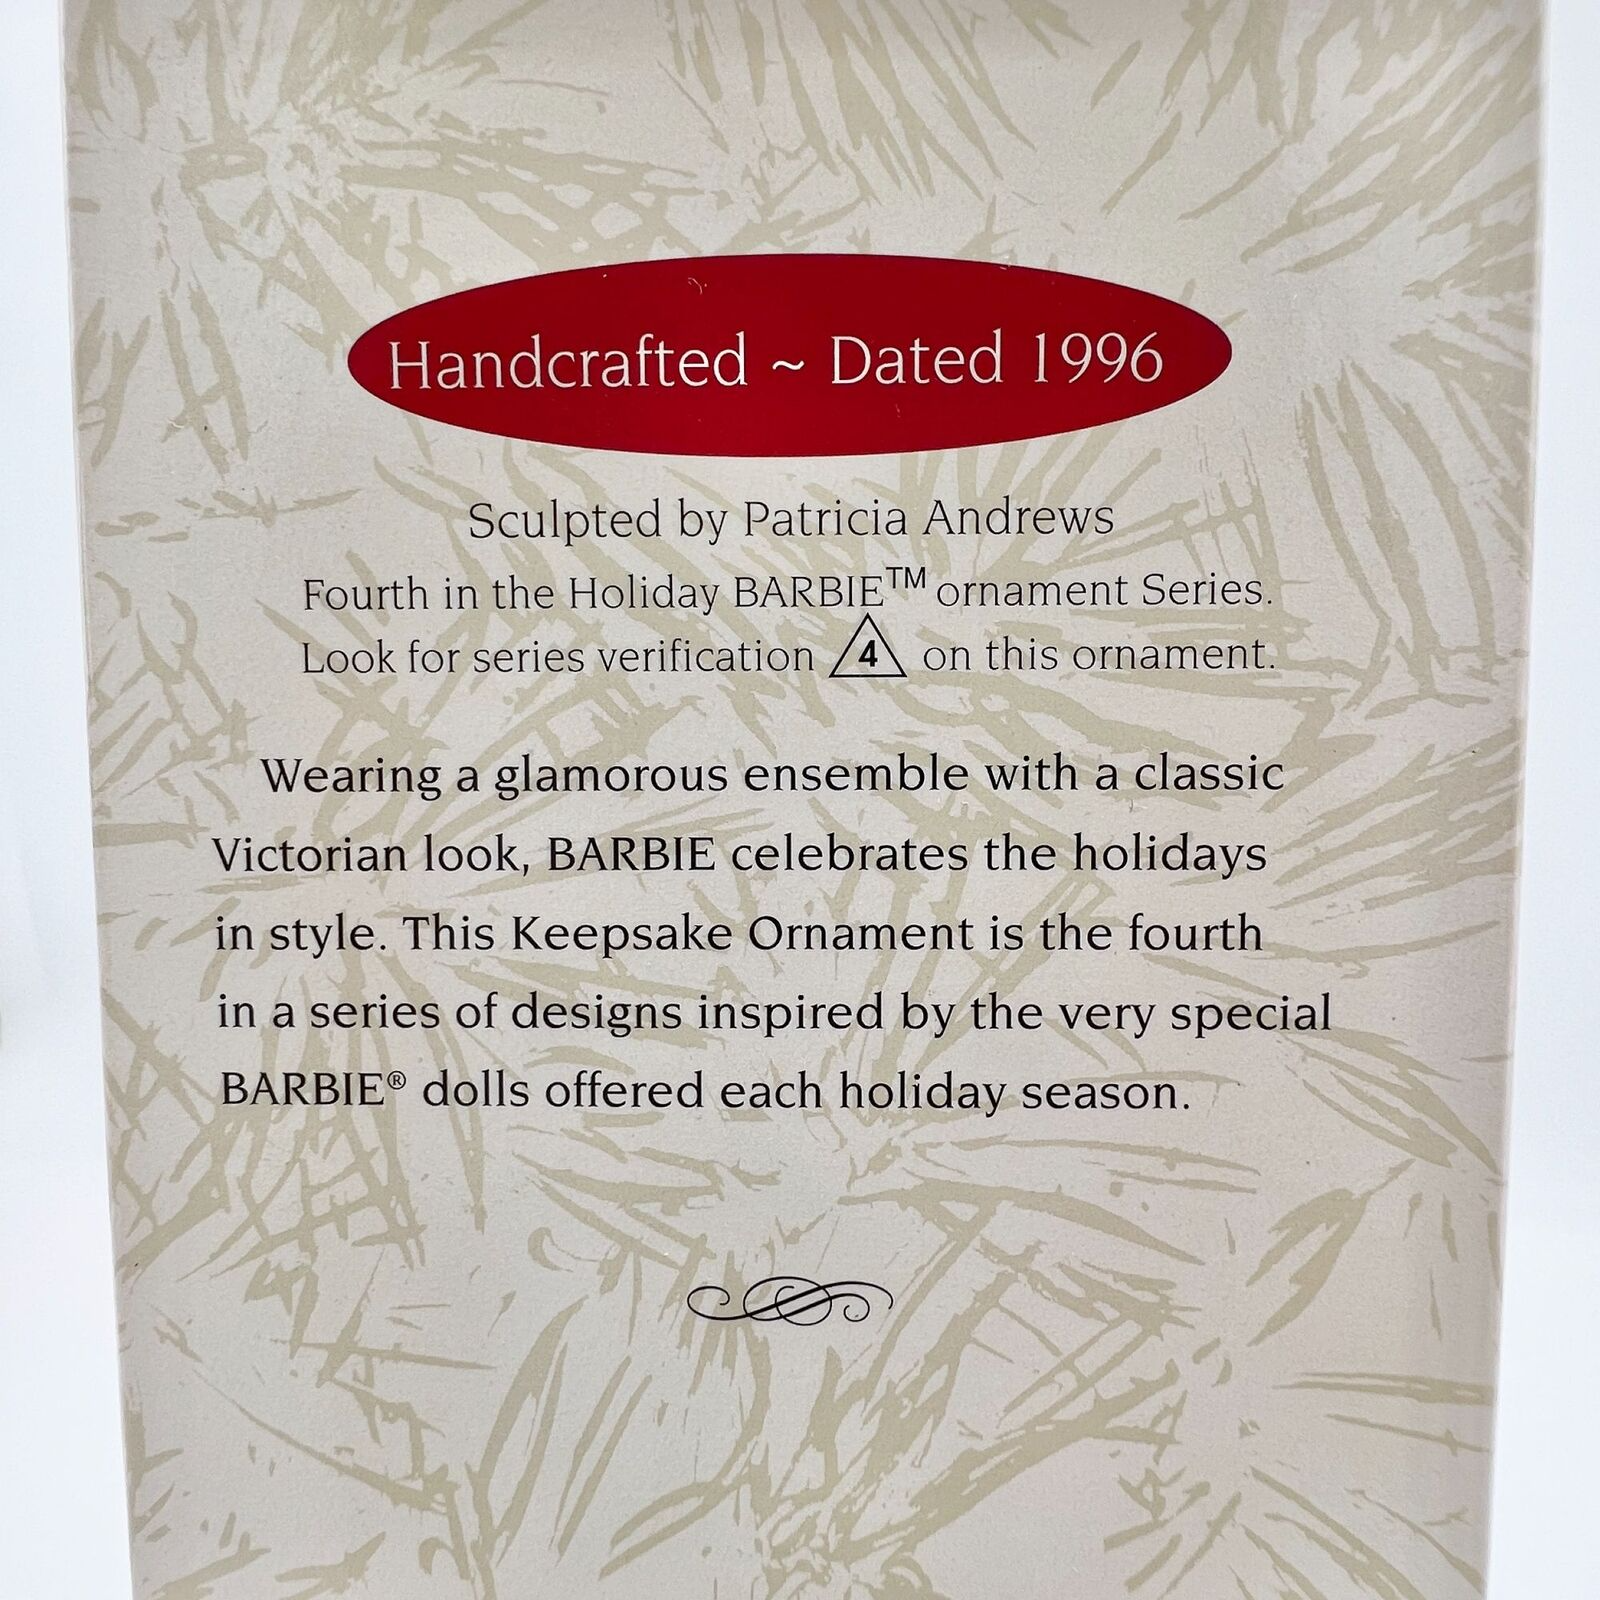 Handcrafted ~ Dated 1996
Sculpted by Patricia Andrews
Fourth in the Holiday BARBIE™ ornament Series.
Look for series verification 4 on this ornament.
Wearing a glamorous ensemble with a classic
Victorian look, BARBIE celebrates the holidays
in style. This Keepsake Ornament is the fourth
in a series of designs inspired by the very special
BARBIE® dolls offered each holiday season.